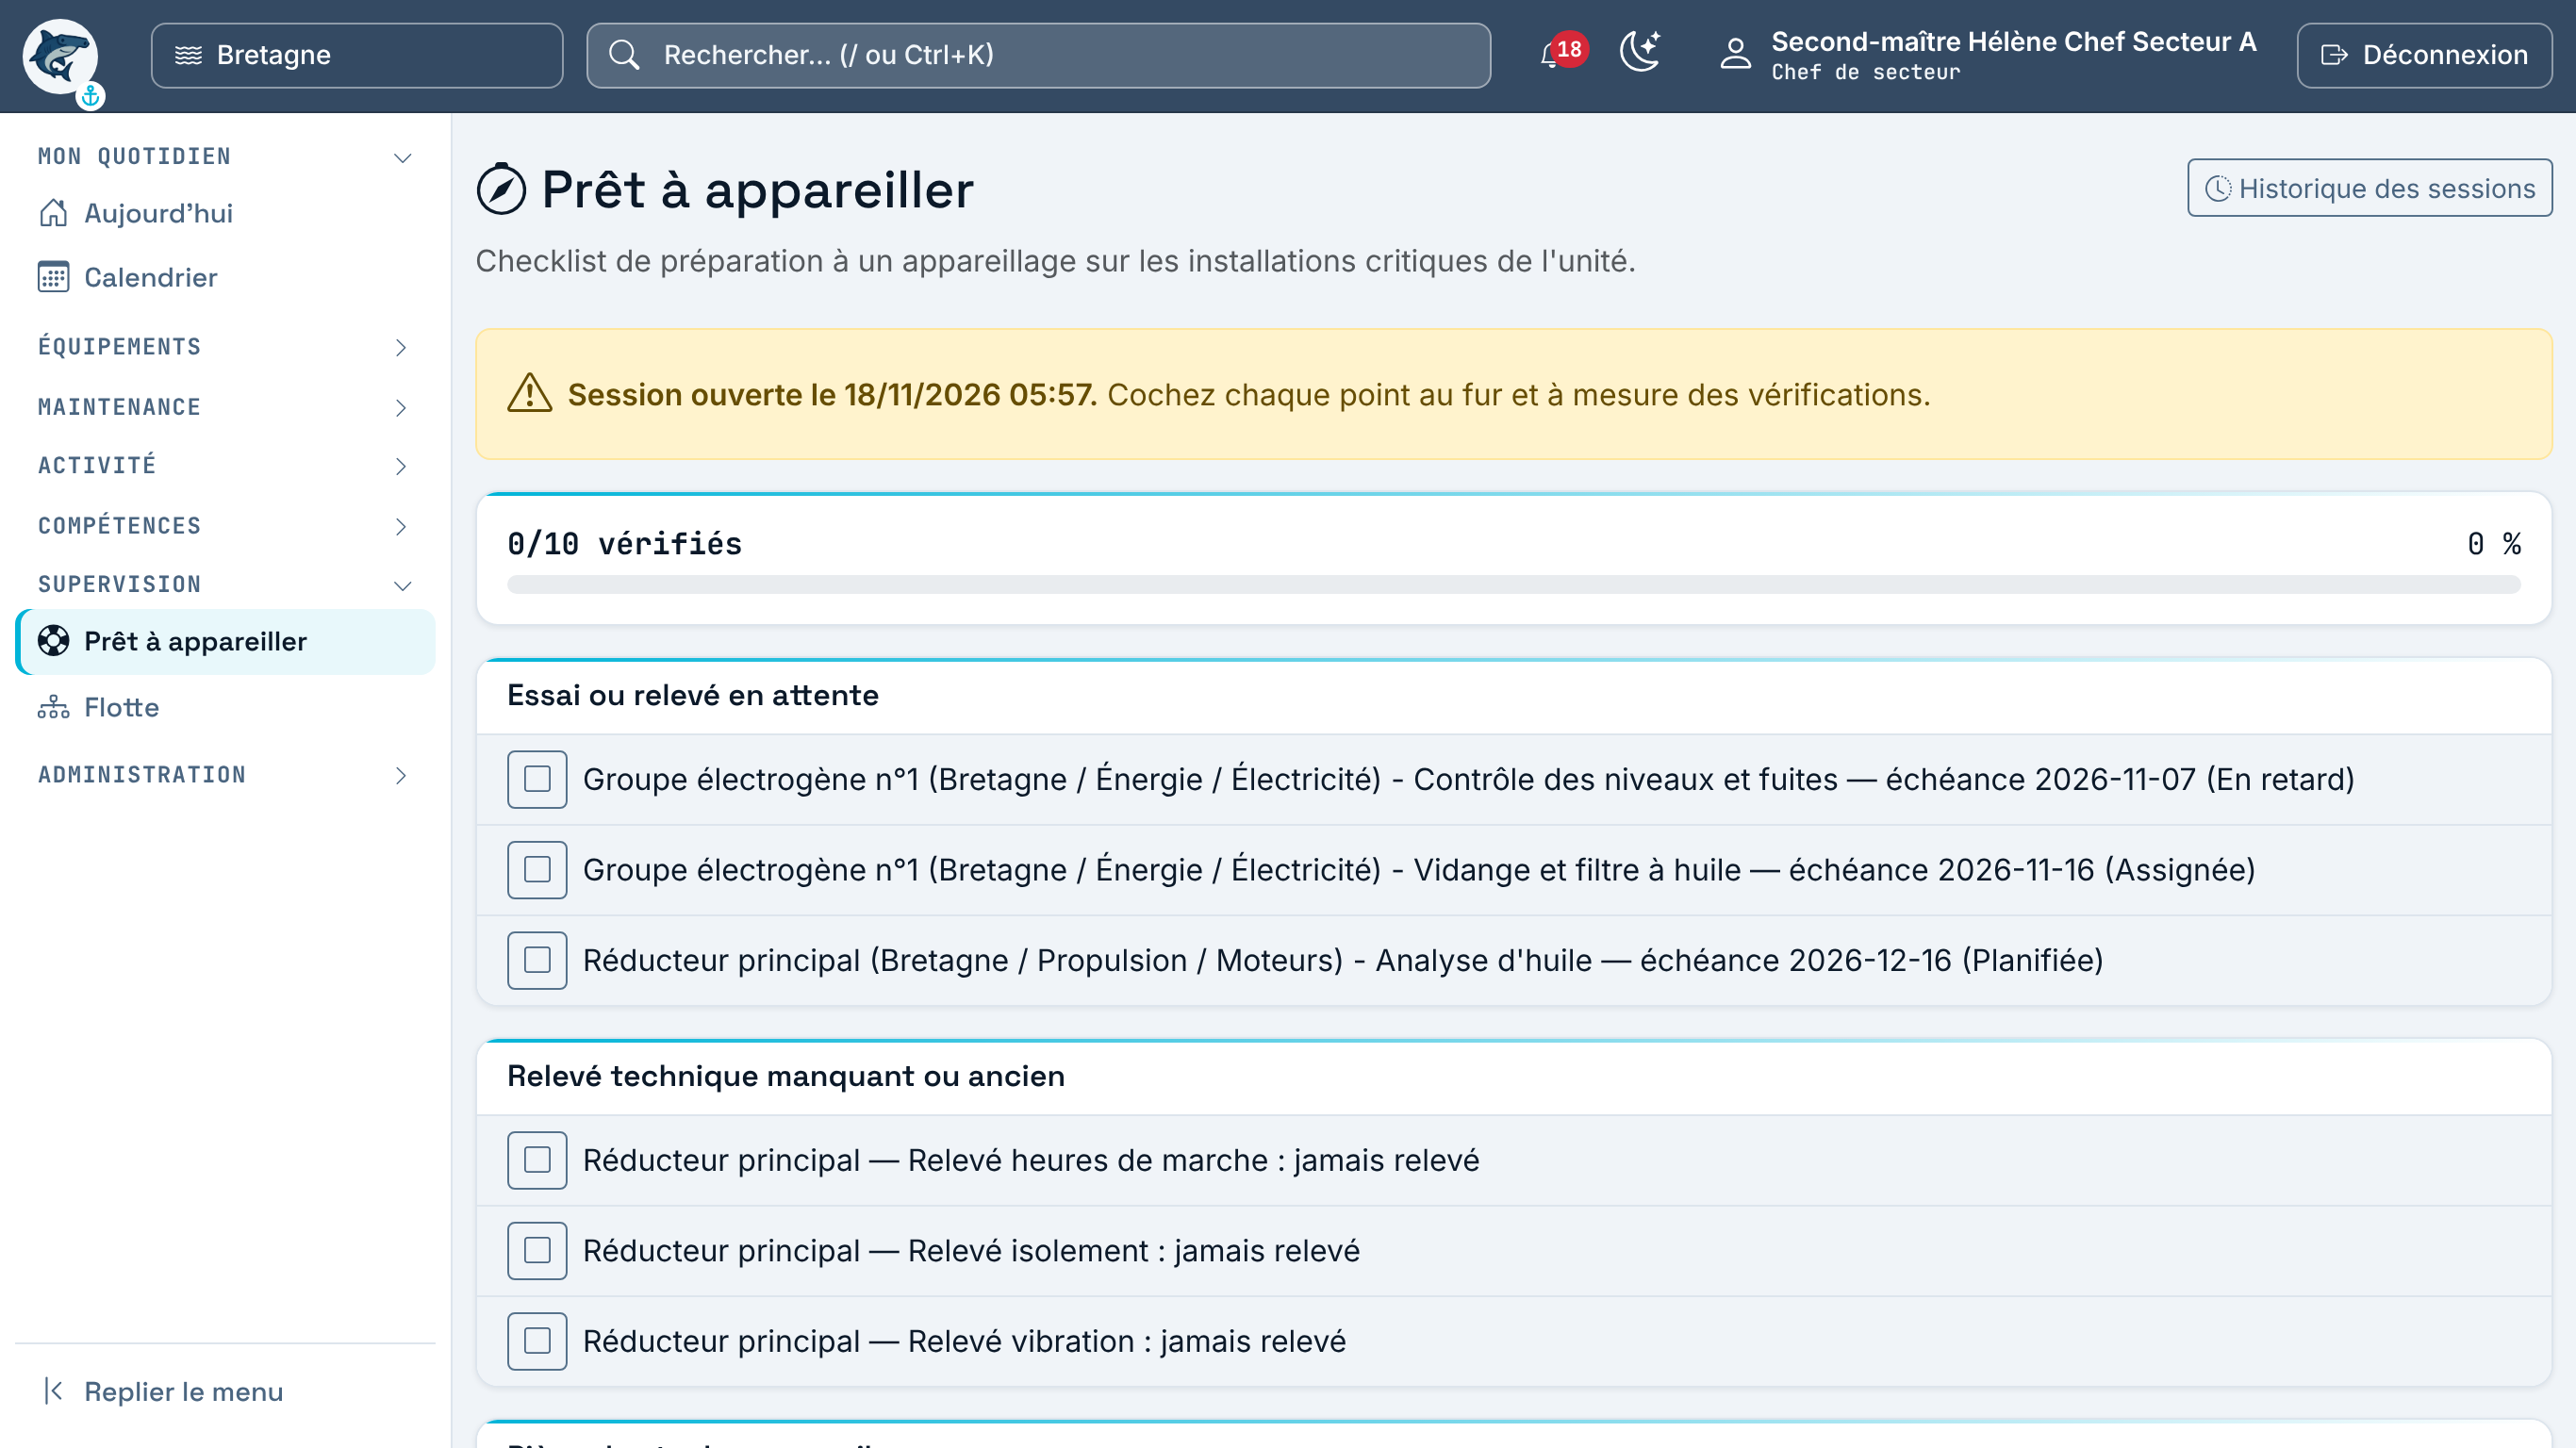 Bretagne
Rechercher... (/ ou Ctrl+K)
18
Second-maître Hélène Chef Secteur A
Chef de secteur
Déconnexion
MON QUOTIDIEN
Aujourd'hui
Calendrier
ÉQUIPEMENTS
MAINTENANCE
ACTIVITÉ
COMPÉTENCES
SUPERVISION
Prêt à appareiller
Flotte
ADMINISTRATION
Replier le menu
Prêt à appareiller
Historique des sessions
Checklist de préparation à un appareillage sur les installations critiques de l'unité.
Session ouverte le 18/11/2026 05:57. Cochez chaque point au fur et à mesure des vérifications.
0/10 vérifiés
0 %
Essai ou relevé en attente
Groupe électrogène n°1 (Bretagne / Énergie / Électricité) - Contrôle des niveaux et fuites — échéance 2026-11-07 (En retard)
Groupe électrogène n°1 (Bretagne / Énergie / Électricité) - Vidange et filtre à huile — échéance 2026-11-16 (Assignée)
Réducteur principal (Bretagne / Propulsion / Moteurs) - Analyse d'huile — échéance 2026-12-16 (Planifiée)
Relevé technique manquant ou ancien
Réducteur principal — Relevé heures de marche : jamais relevé
Réducteur principal — Relevé isolement : jamais relevé
Réducteur principal — Relevé vibration : jamais relevé